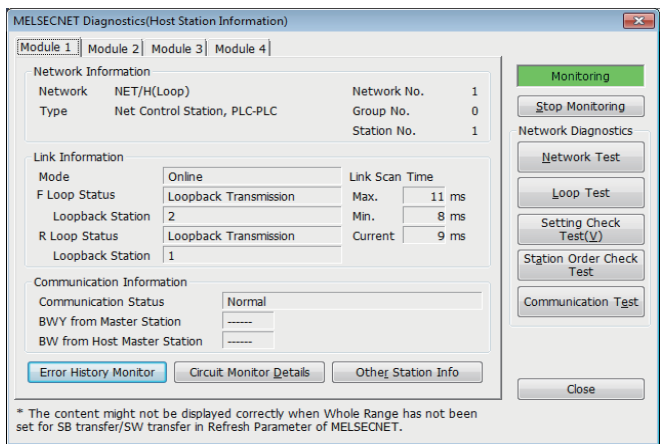 MELSECNET Diagnostics(Host Station Information)
Module 1 Module 2 Module 3 Module 4
Network Information
Network NET/H(Loop) Network No. 1
Type Net Control Station, PLC-PLC Group No. 0
Station No. 1
Link Information
Mode Online Link Scan Time
F Loop Status Loopback Transmission Max. 11 ms
Loopback Station 2 Min. 8 ms
R Loop Status Loopback Transmission Current 9 ms
Loopback Station 1
Communication Information
Communication Status Normal
BWY from Master Station ------
BW from Host Master Station ------
Error History Monitor Circuit Monitor Details Other Station Info
* The content might not be displayed correctly when Whole Range has not been
set for SB transfer/SW transfer in Refresh Parameter of MELSECNET.
Monitoring
Stop Monitoring
Network Diagnostics
Network Test
Loop Test
Setting Check
Test(V)
Station Order Check
Test
Communication Test
Close